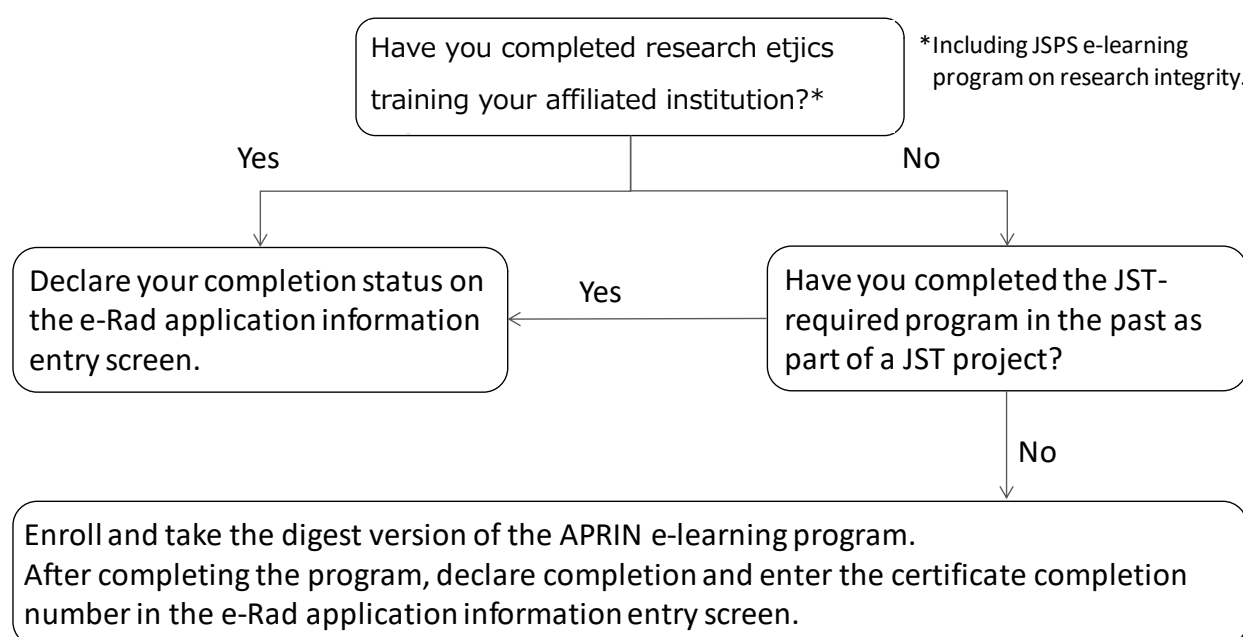 Have you completed research etjics
training your affiliated institution?*
*Including JSPS e-learning
program on research integrity.
Yes
No
Declare your completion status on
the e-Rad application information
entry screen.
Yes
Have you completed the JST-
required program in the past as
part of a JST project?
No
Enroll and take the digest version of the APRIN e-learning program.
After completing the program, declare completion and enter the certificate completion
number in the e-Rad application information entry screen.